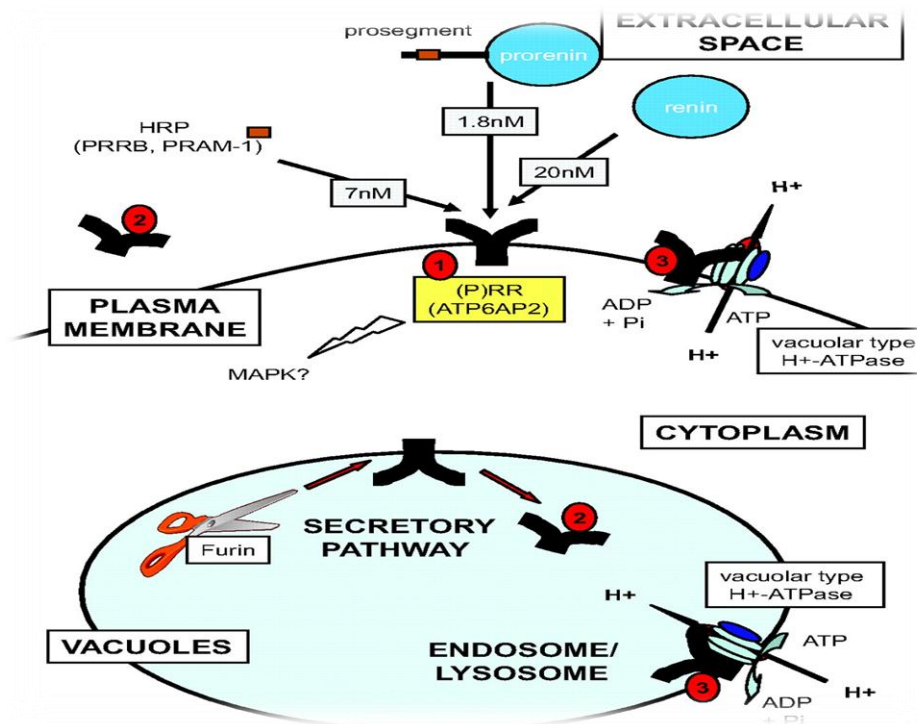 EXTRACELLULAR
SPACE
prosegment
prorenin
renin
1.8nM
HRP
(PRRB, PRAM-1)
7nM
20nM
H+
2
3
1
(P)RR
(ATP6AP2)
PLASMA
MEMBRANE
ADP
+ Pi
ATP
H+
vacuolar type
H+-ATPase
MAPK?
CYTOPLASM
Furin
SECRETORY
PATHWAY
2
vacuolar type
H+-ATPase
H+
VACUOLES
ENDOSOME/
LYSOSOME
ATP
3
H+
ADP
+ Pi